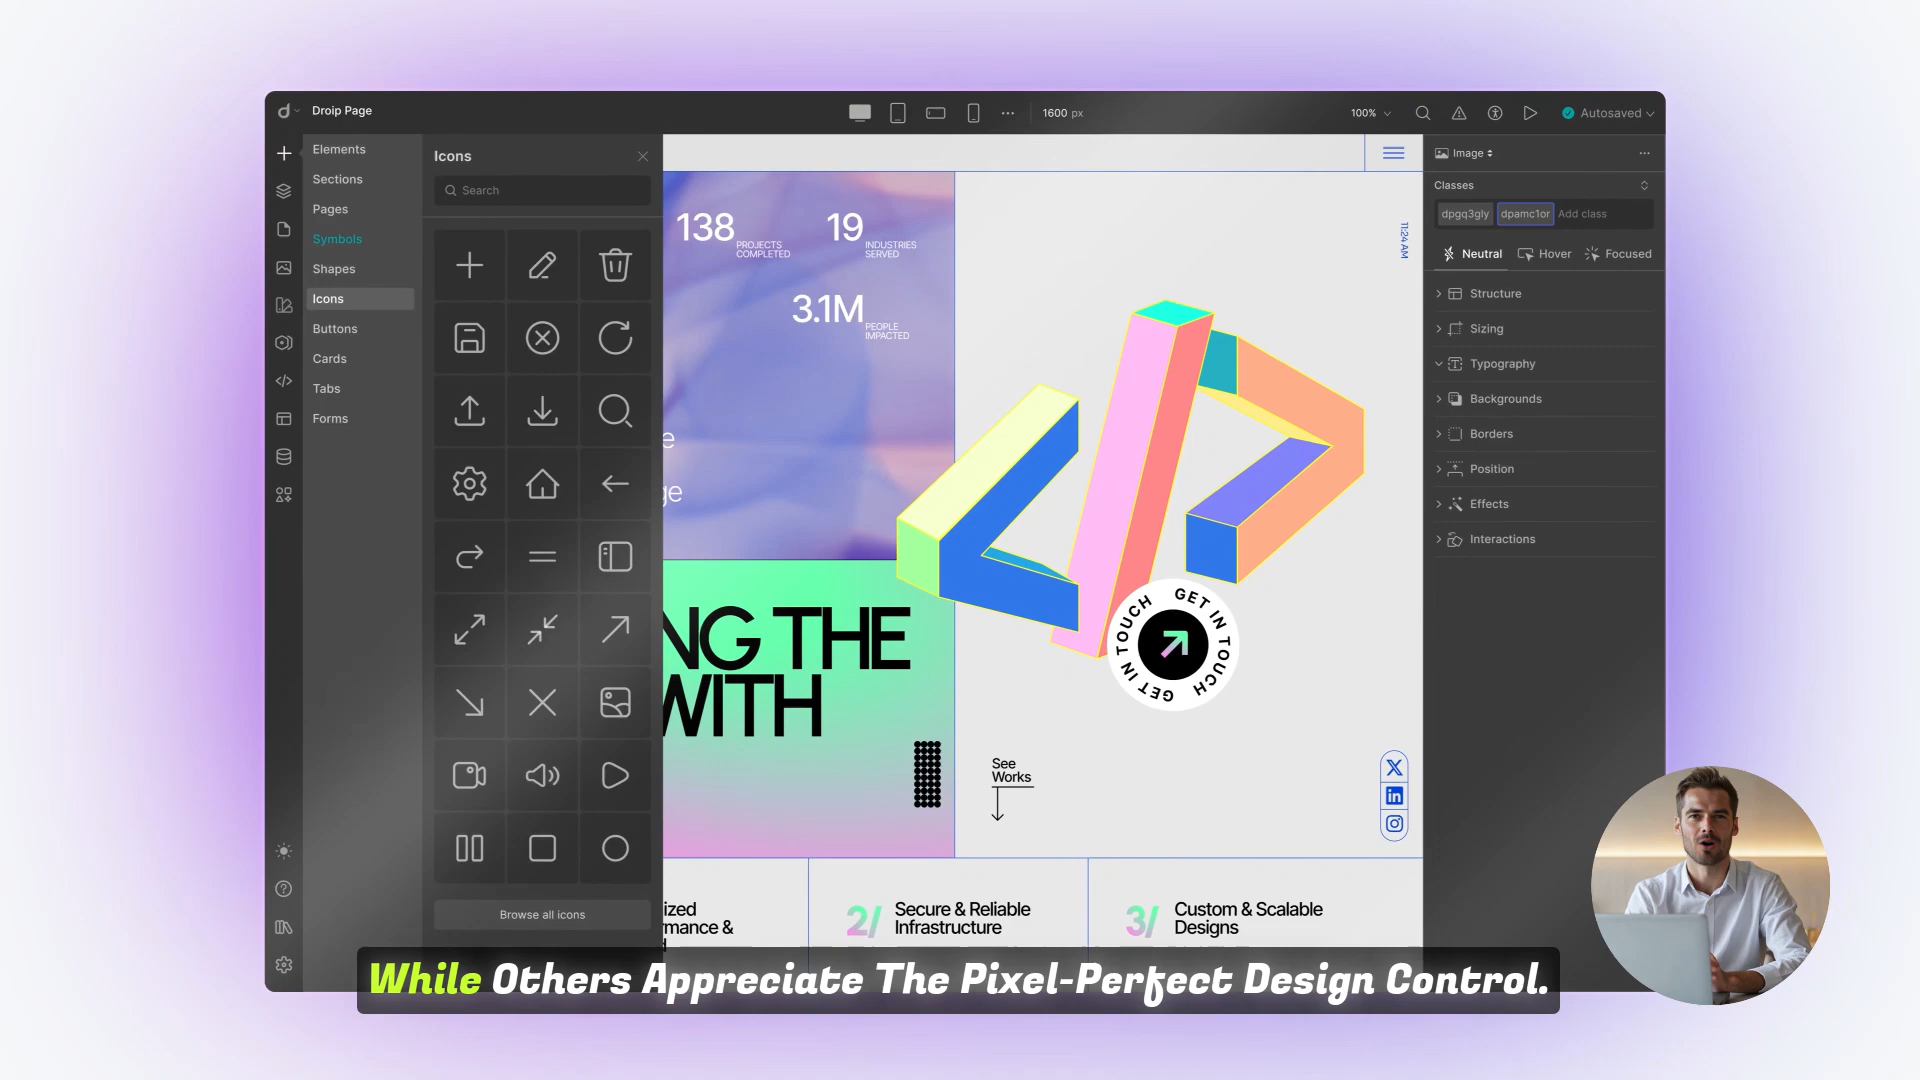 Droip Page
1600 px
100%
Autosaved
Elements
Sections
Pages
Symbols
Shapes
Icons
Buttons
Cards
Tabs
Forms
Icons
Search
Browse all icons
138 PROJECTS COMPLETED
19 INDUSTRIES SERVED
3.1M PEOPLE IMPACTED
e
ge
NG THE
WITH
11:24 AM
GET IN TOUCH GET IN TOUCH
See
Works
ized
rmance &
2/ Secure & Reliable
Infrastructure
3/ Custom & Scalable
Designs
Image
Classes
dpgq3gly dpamc1or Add class
Neutral Hover Focused
Structure
Sizing
Typography
Backgrounds
Borders
Position
Effects
Interactions
While Others Appreciate The Pixel-Perfect Design Control.